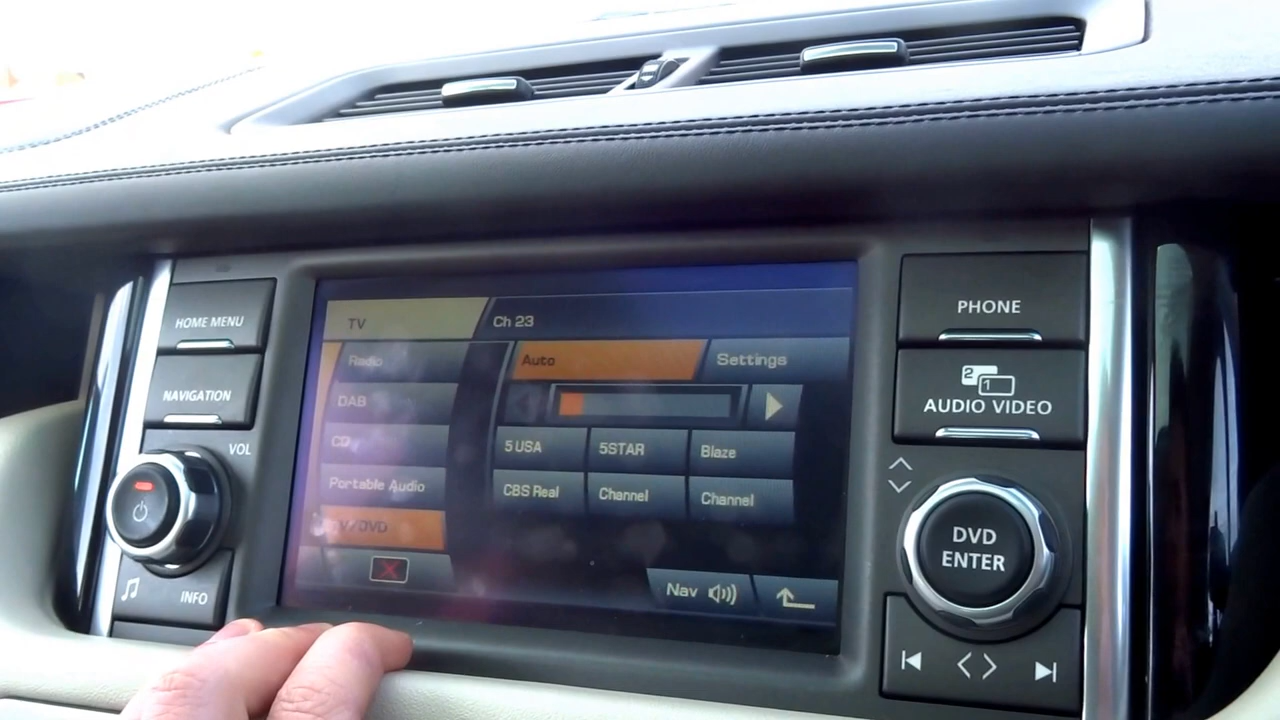 HOME MENU
NAVIGATION
VOL
INFO
TV
Ch 23
Radio
DAB
CD
Portable Audio
TV/DVD
Auto
Settings
5 USA
5STAR
Blaze
CBS Real
Channel
Channel
Nav
PHONE
2
1
AUDIO VIDEO
DVD
ENTER